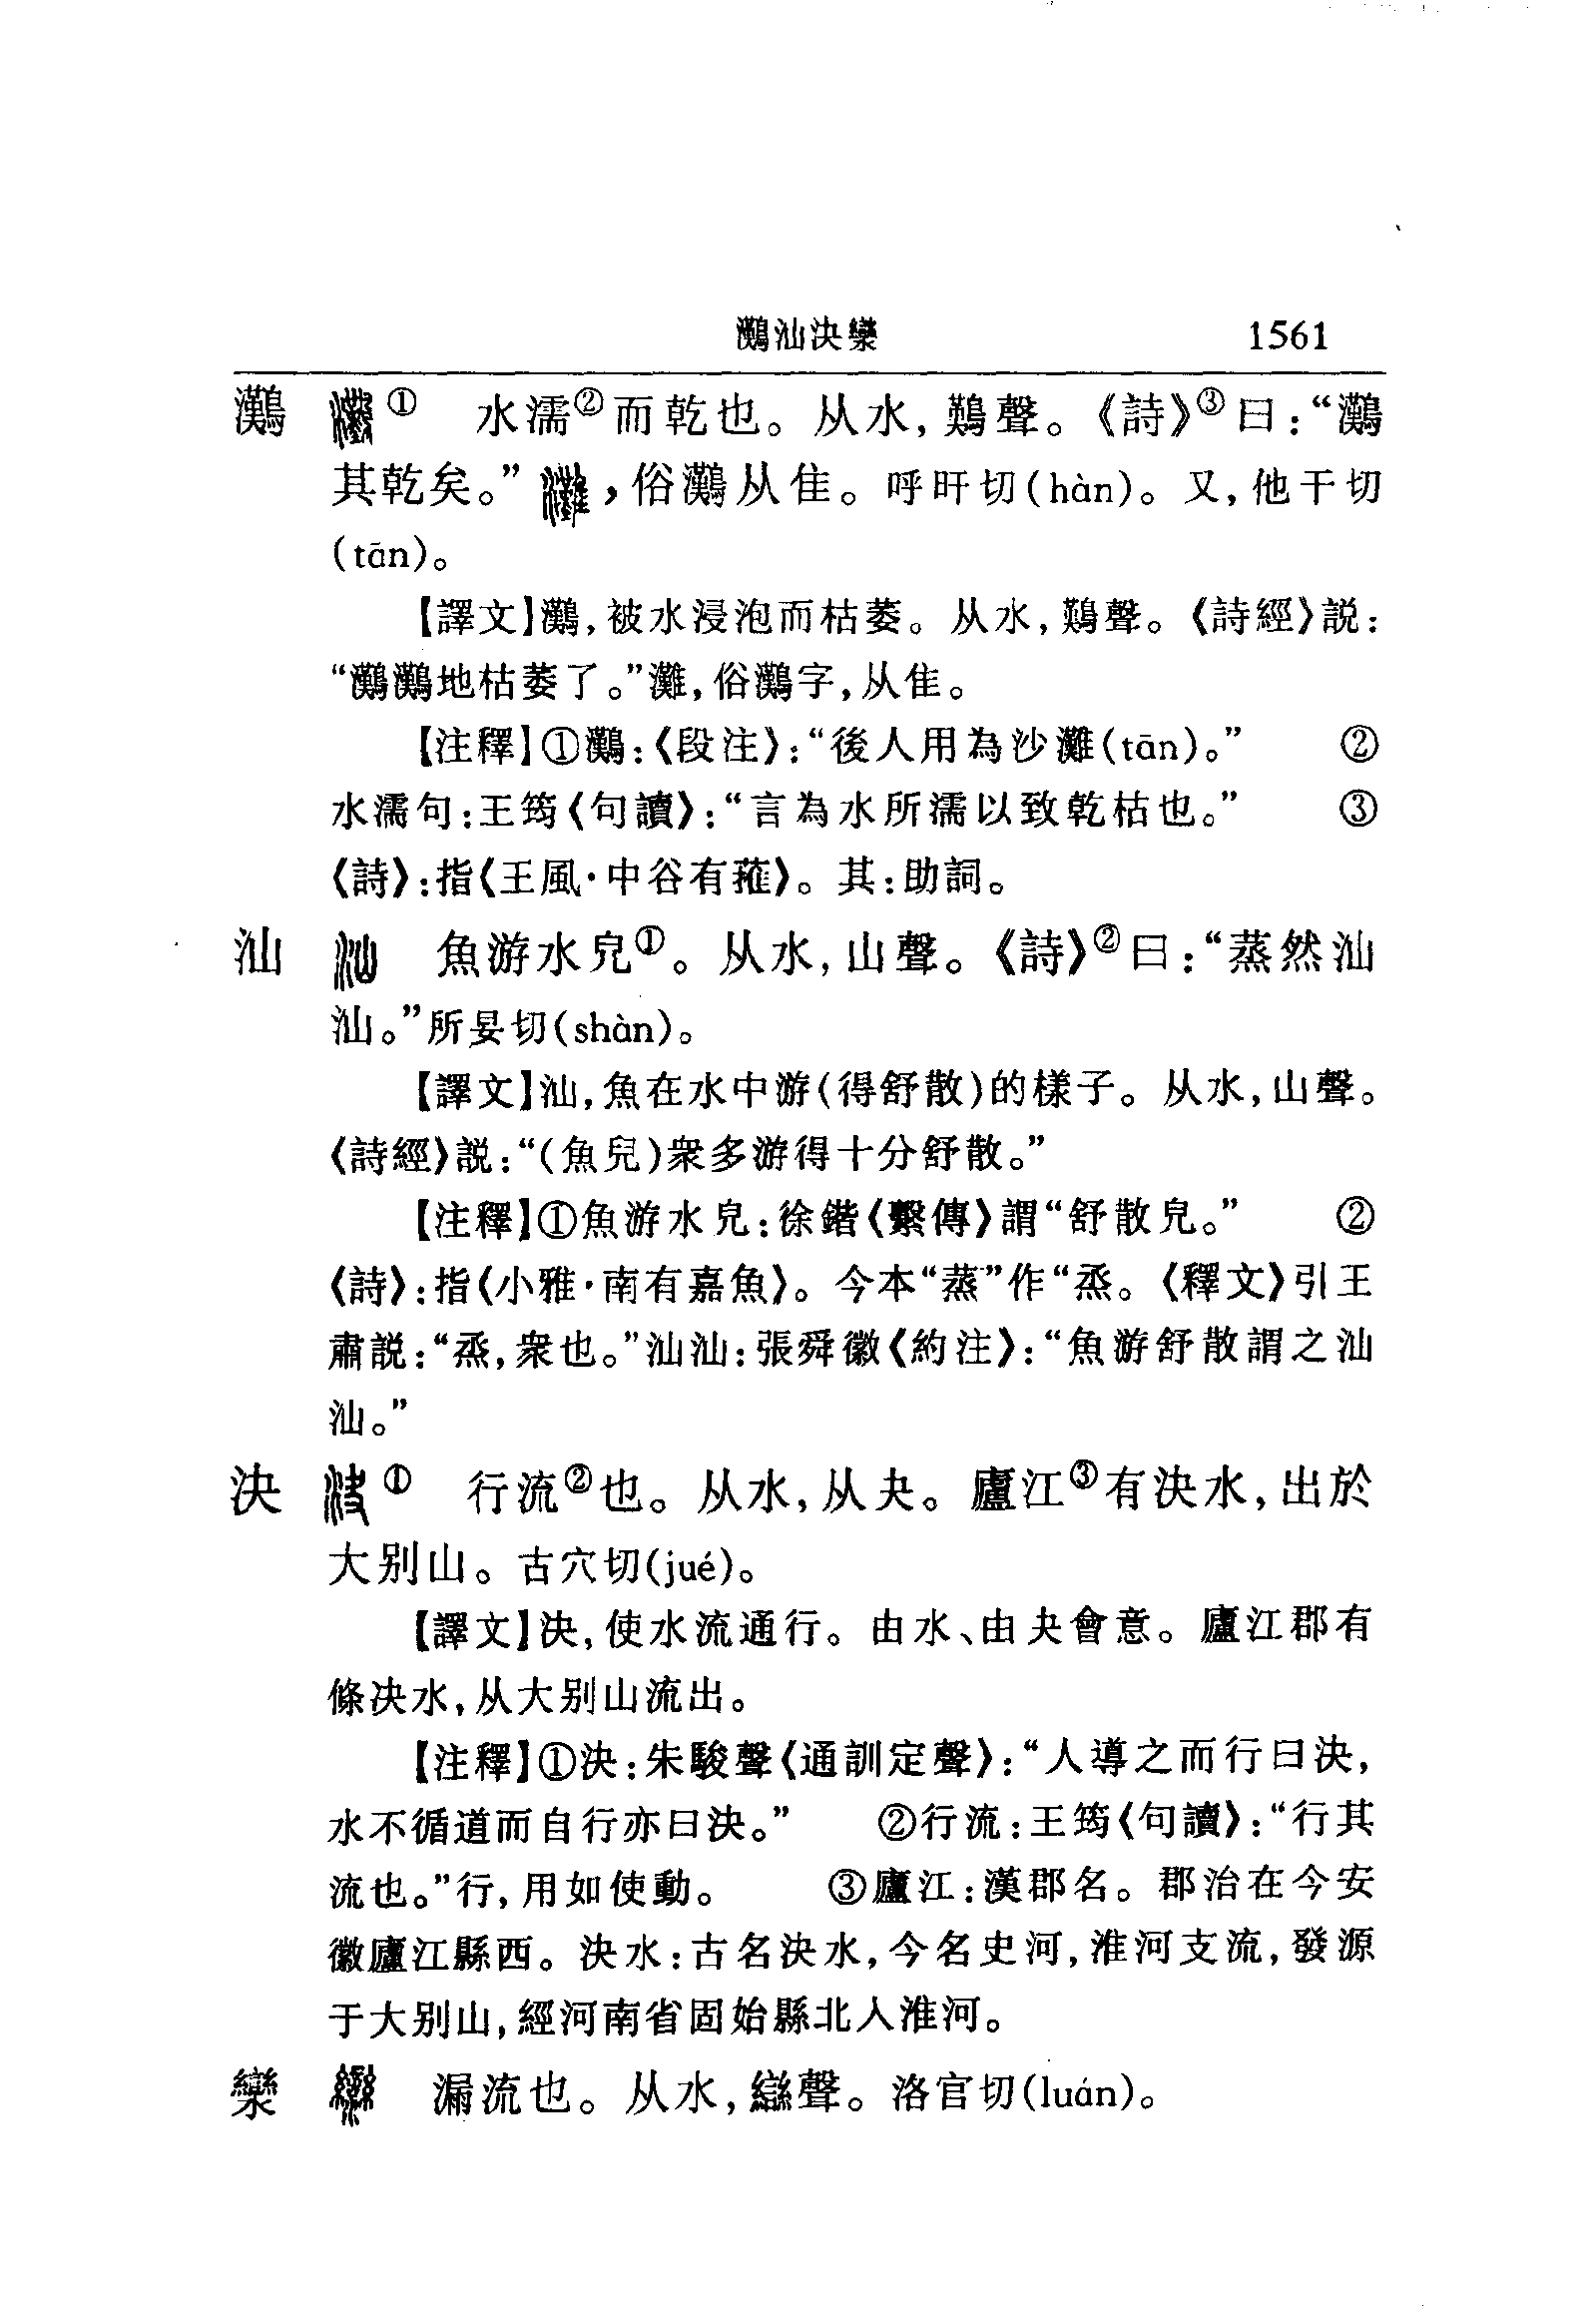 灘汕決灓 1561
灘 ① 水濡②而乾也。从水，鷬聲。《詩》③曰：“灘
其乾矣。” ，俗灘从隹。呼旰切(hàn)。又，他干切
(tān)。
【譯文】灘，被水浸泡而枯萎。从水，鷬聲。《詩經》説：
“灘灘地枯萎了。”灘，俗灘字，从隹。
【注釋】①灘：《段注》：“後人用為沙灘(tān)。” ②
水濡句：王筠《句讀》：“言為水所濡以致乾枯也。” ③
《詩》：指《王風·中谷有蓷》。其：助詞。
汕 魚游水皃①。从水，山聲。《詩》②曰：“蒸然汕
汕。”所晏切(shàn)。
【譯文】汕，魚在水中游(得舒散)的樣子。从水，山聲。
《詩經》説：“(魚兒)衆多游得十分舒散。”
【注釋】①魚游水皃：徐鍇《繫傳》謂“舒散皃。” ②
《詩》：指《小雅·南有嘉魚》。今本“蒸”作“烝。《釋文》引王
肅説：“烝，衆也。”汕汕：張舜徽《約注》：“魚游舒散謂之汕
汕。”
決 ① 行流②也。从水，从夬。廬江③有決水，出於
大别山。古穴切(jué)。
【譯文】決，使水流通行。由水、由夬會意。廬江郡有
條决水，从大别山流出。
【注釋】①決：朱駿聲《通訓定聲》：“人導之而行曰決，
水不循道而自行亦曰決。” ②行流：王筠《句讀》：“行其
流也。”行，用如使動。 ③廬江：漢郡名。郡治在今安
徽廬江縣西。決水：古名決水，今名史河，淮河支流，發源
于大别山，經河南省固始縣北入淮河。
灓 漏流也。从水，䜌聲。洛官切(luán)。